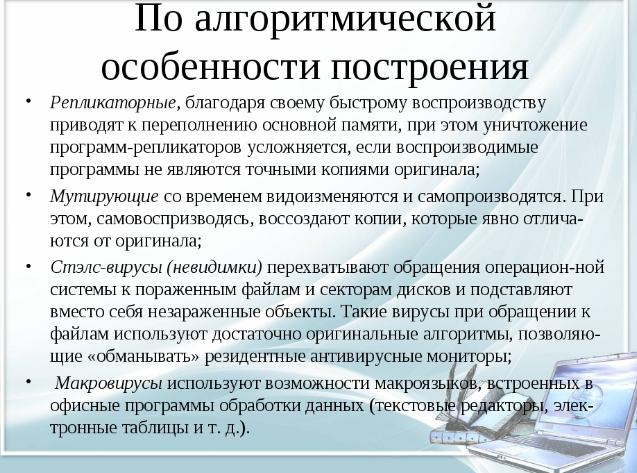 По алгоритмической
особенности построения
• Репликаторные, благодаря своему быстрому воспроизводству
приводят к переполнению основной памяти, при этом уничтожение
программ-репликаторов усложняется, если воспроизводимые
программы не являются точными копиями оригинала;
• Мутирующие со временем видоизменяются и самопроизводятся. При
этом, самовоспризводясь, воссоздают копии, которые явно отлича-
ются от оригинала;
• Стэлс-вирусы (невидимки) перехватывают обращения операцион-ной
системы к пораженным файлам и секторам дисков и подставляют
вместо себя незараженные объекты. Такие вирусы при обращении к
файлам используют достаточно оригинальные алгоритмы, позволяю-
щие «обманывать» резидентные антивирусные мониторы;
• Макровирусы используют возможности макроязыков, встроенных в
офисные программы обработки данных (текстовые редакторы, элек-
тронные таблицы и т. д.).